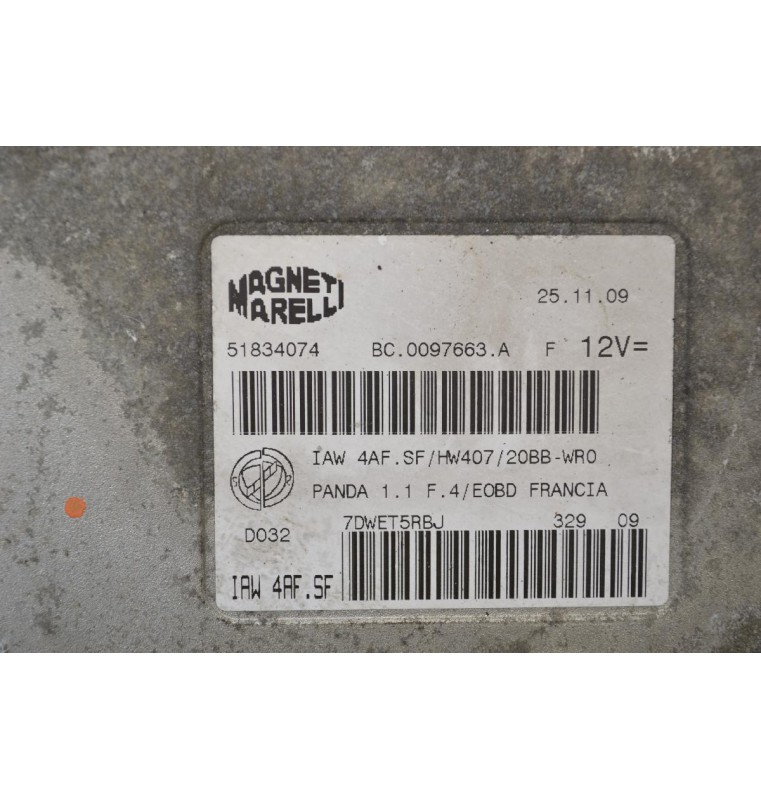 MAGNETI
MARELLI
25.11.09
51834074 BC.0097663.A F 12V=
IAW 4AF.SF/HW407/20BB-WR0
PANDA 1.1 F.4/EOBD FRANCIA
7DWET5RBJ 329 09
D032
IAW 4AF.SF